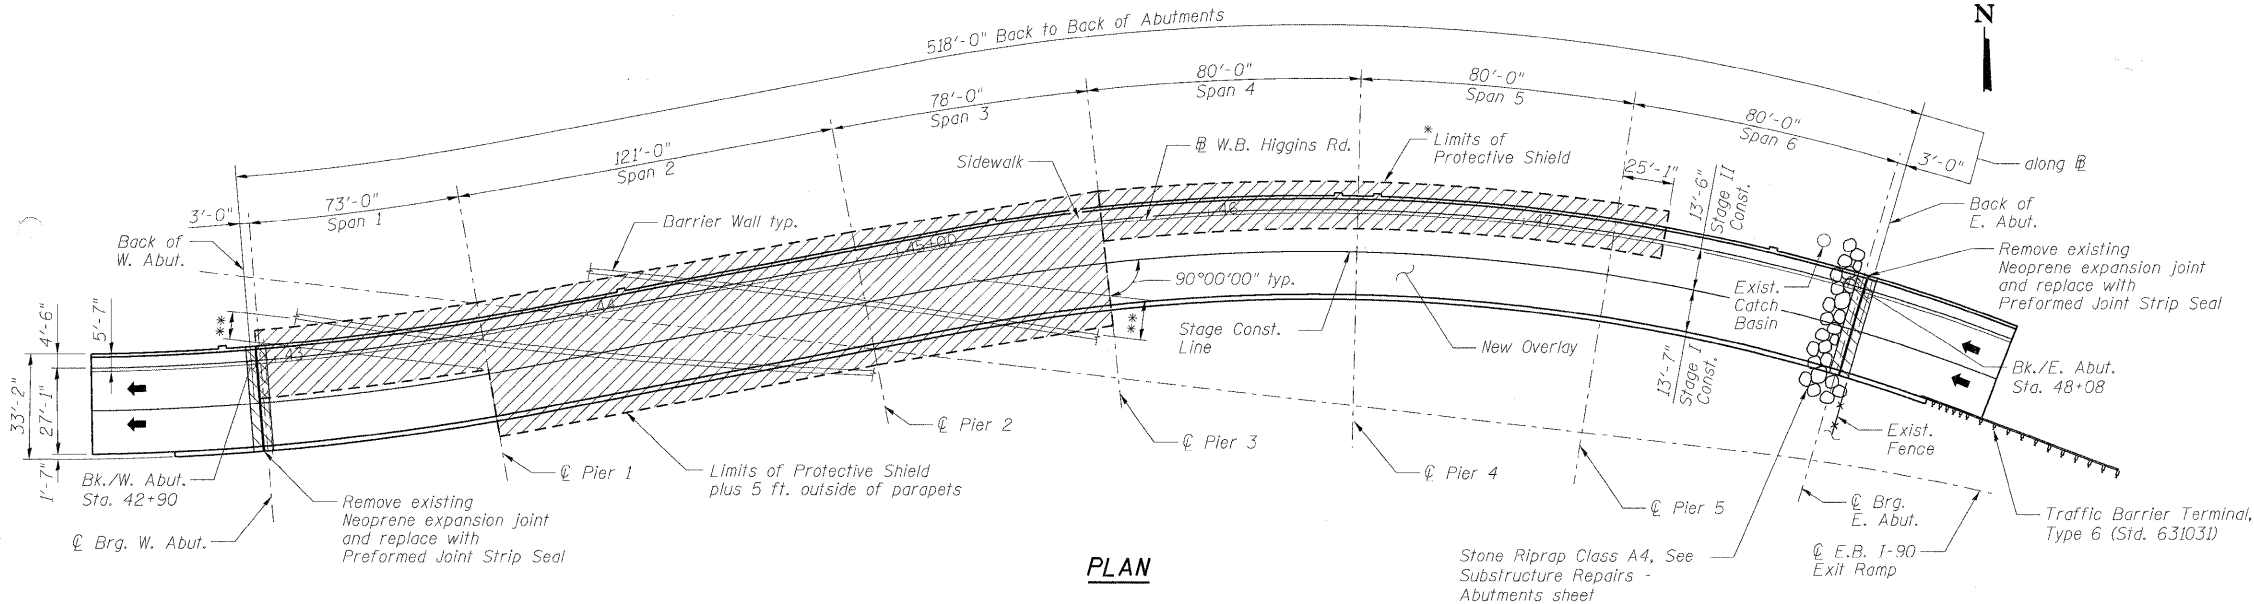 N
518'-0" Back to Back of Abutments
80'-0"
Span 4
80'-0"
Span 5
78'-0"
Span 3
80'-0"
Span 6
121'-0"
Span 2
73'-0"
Span 1
3'-0"
3'-0"
along ℄
Sidewalk
℄ W.B. Higgins Rd.
*Limits of
Protective Shield
25'-1"
13'-6"
Stage II
Const.
Barrier Wall typ.
Back of
W. Abut.
Back of
E. Abut.
Remove existing
Neoprene expansion joint
and replace with
Preformed Joint Strip Seal
43
44
45+00
46
47
90°00'00" typ.
**
**
Exist.
Catch
Basin
Stage Const.
Line
New Overlay
13'-7"
Stage I
Const.
Bk./E. Abut.
Sta. 48+08
4'-6"
5'-7"
33'-2"
27'-1"
1'-7"
Bk./W. Abut.
Sta. 42+90
℄ Brg. W. Abut.
Remove existing
Neoprene expansion joint
and replace with
Preformed Joint Strip Seal
℄ Pier 1
Limits of Protective Shield
plus 5 ft. outside of parapets
℄ Pier 2
℄ Pier 3
℄ Pier 4
℄ Pier 5
Exist.
Fence
℄ Brg.
E. Abut.
℄ E.B. I-90
Exit Ramp
Traffic Barrier Terminal,
Type 6 (Std. 631031)
Stone Riprap Class A4, See
Substructure Repairs -
Abutments sheet
PLAN